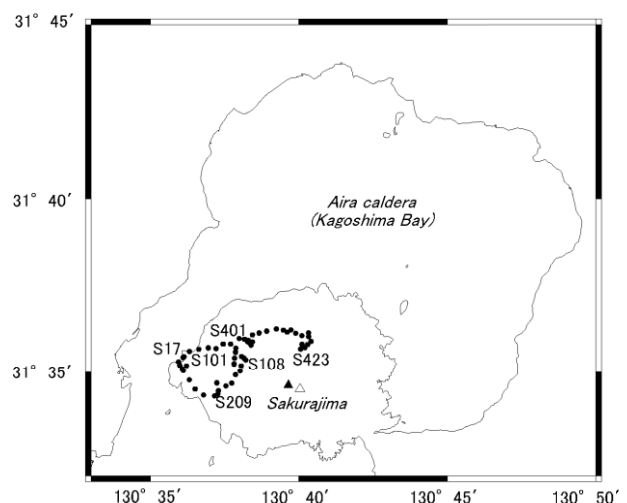 31° 45′
31° 40′
Aira caldera
(Kagoshima Bay)
S401
S17
S101
S108
S423
31° 35′
S209
Sakurajima
130° 35′
130° 40′
130° 45′
130° 50′